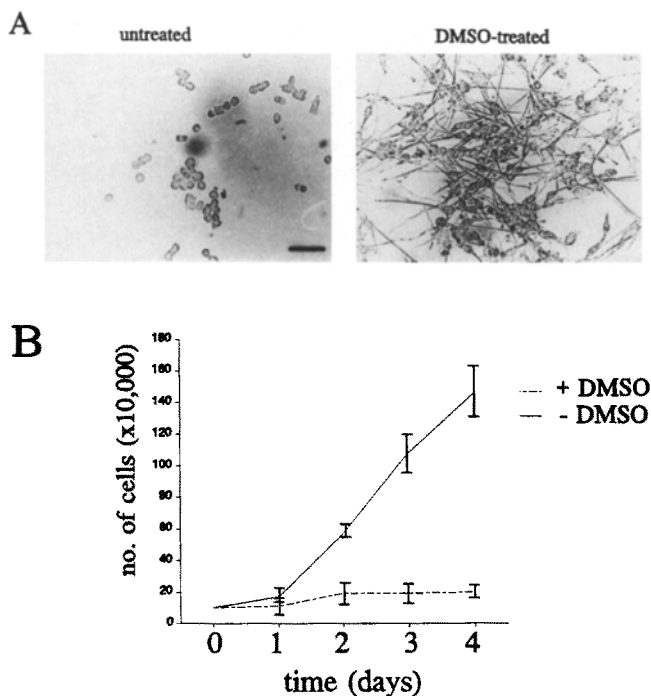 A
untreated
DMSO-treated
B
no. of cells (x10,000)
180
160
140
120
100
80
60
40
20
0
0 1 2 3 4
time (days)
+ DMSO
- DMSO